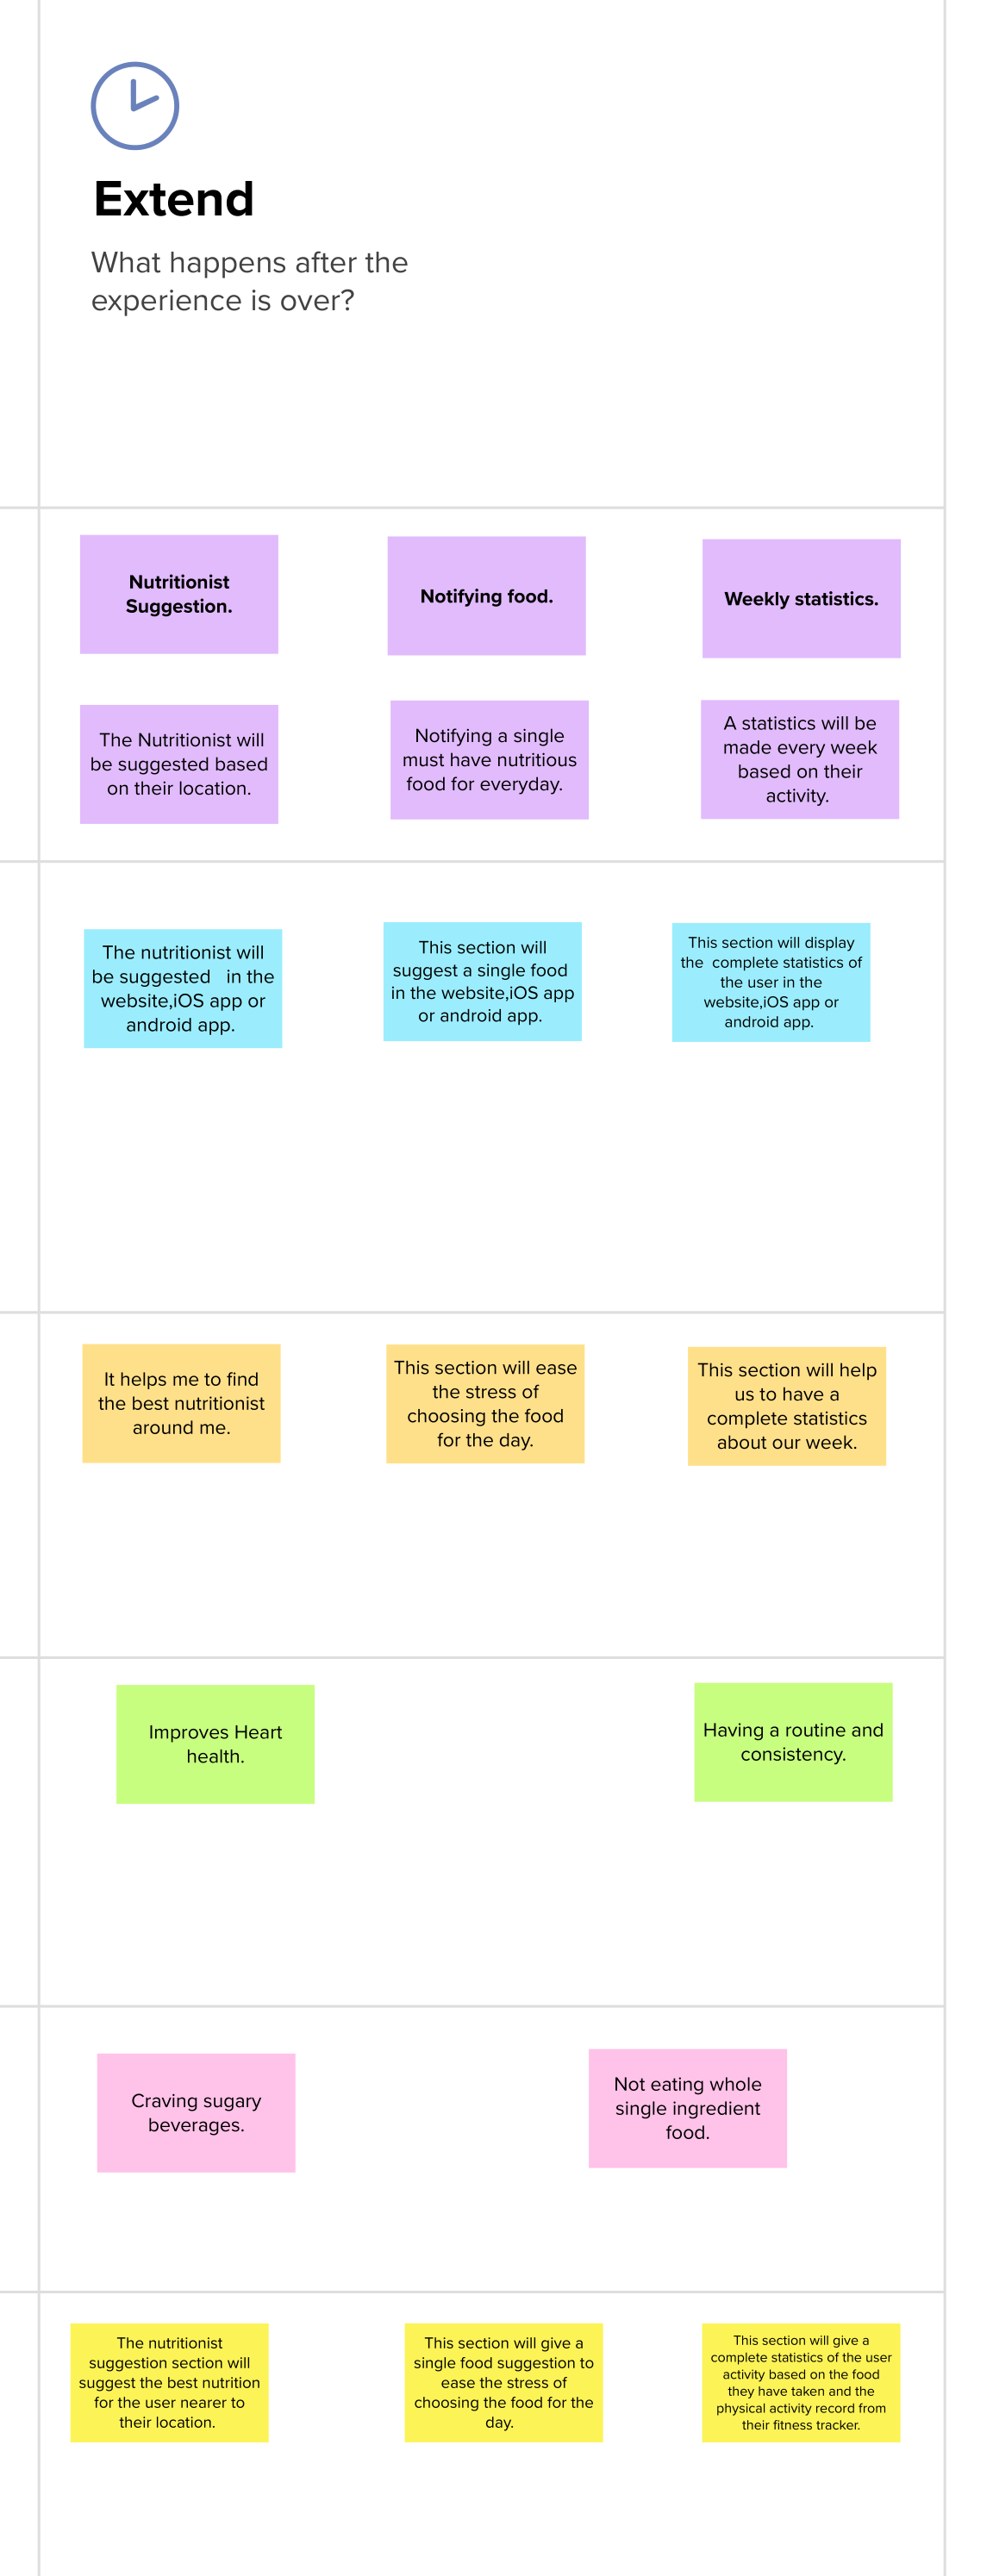 Extend
What happens after the
experience is over?
Nutritionist
Suggestion.
Notifying food.
Weekly statistics.
The Nutritionist will
be suggested based
on their location.
Notifying a single
must have nutritious
food for everyday.
A statistics will be
made every week
based on their
activity.
The nutritionist will
be suggested in the
website,iOS app or
android app.
This section will
suggest a single food
in the website,iOS app
or android app.
This section will display
the complete statistics of
the user in the
website,iOS app or
android app.
It helps me to find
the best nutritionist
around me.
This section will ease
the stress of
choosing the food
for the day.
This section will help
us to have a
complete statistics
about our week.
Improves Heart
health.
Having a routine and
consistency.
Craving sugary
beverages.
Not eating whole
single ingredient
food.
The nutritionist
suggestion section will
suggest the best nutrition
for the user nearer to
their location.
This section will give a
single food suggestion to
ease the stress of
choosing the food for the
day.
This section will give a
complete statistics of the user
activity based on the food
they have taken and the
physical activity record from
their fitness tracker.